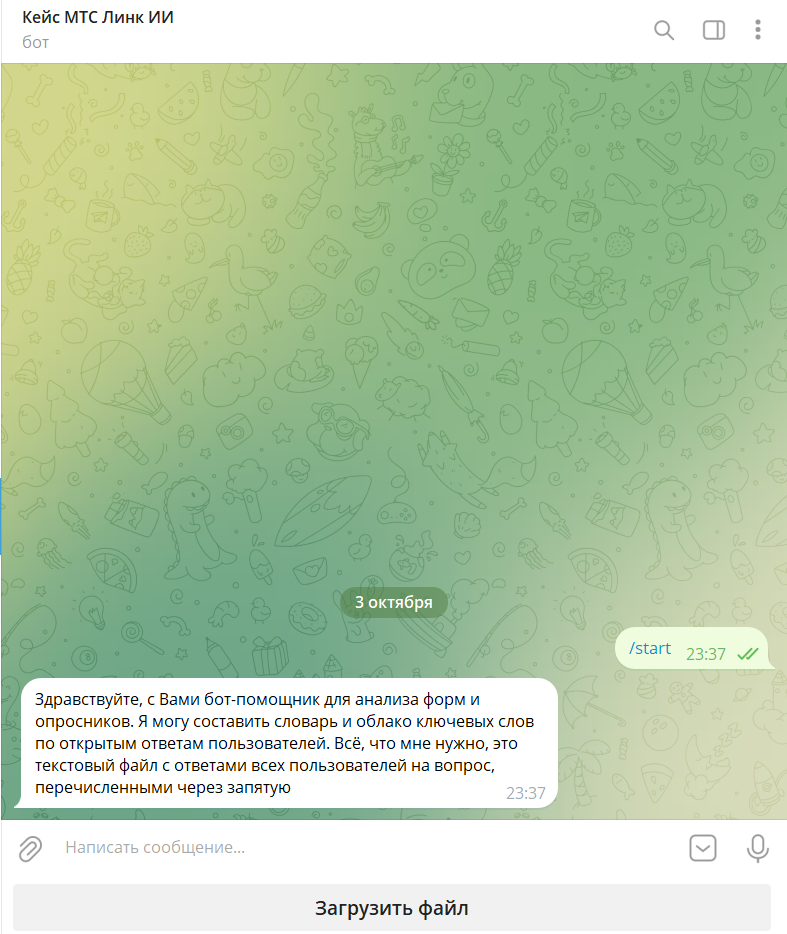 Кейс МТС Линк ИИ
бот
3 октября
/start 23:37
Здравствуйте, с Вами бот-помощник для анализа форм и
опросников. Я могу составить словарь и облако ключевых слов
по открытым ответам пользователей. Всё, что мне нужно, это
текстовый файл с ответами всех пользователей на вопрос,
перечисленными через запятую
23:37
Написать сообщение...
Загрузить файл